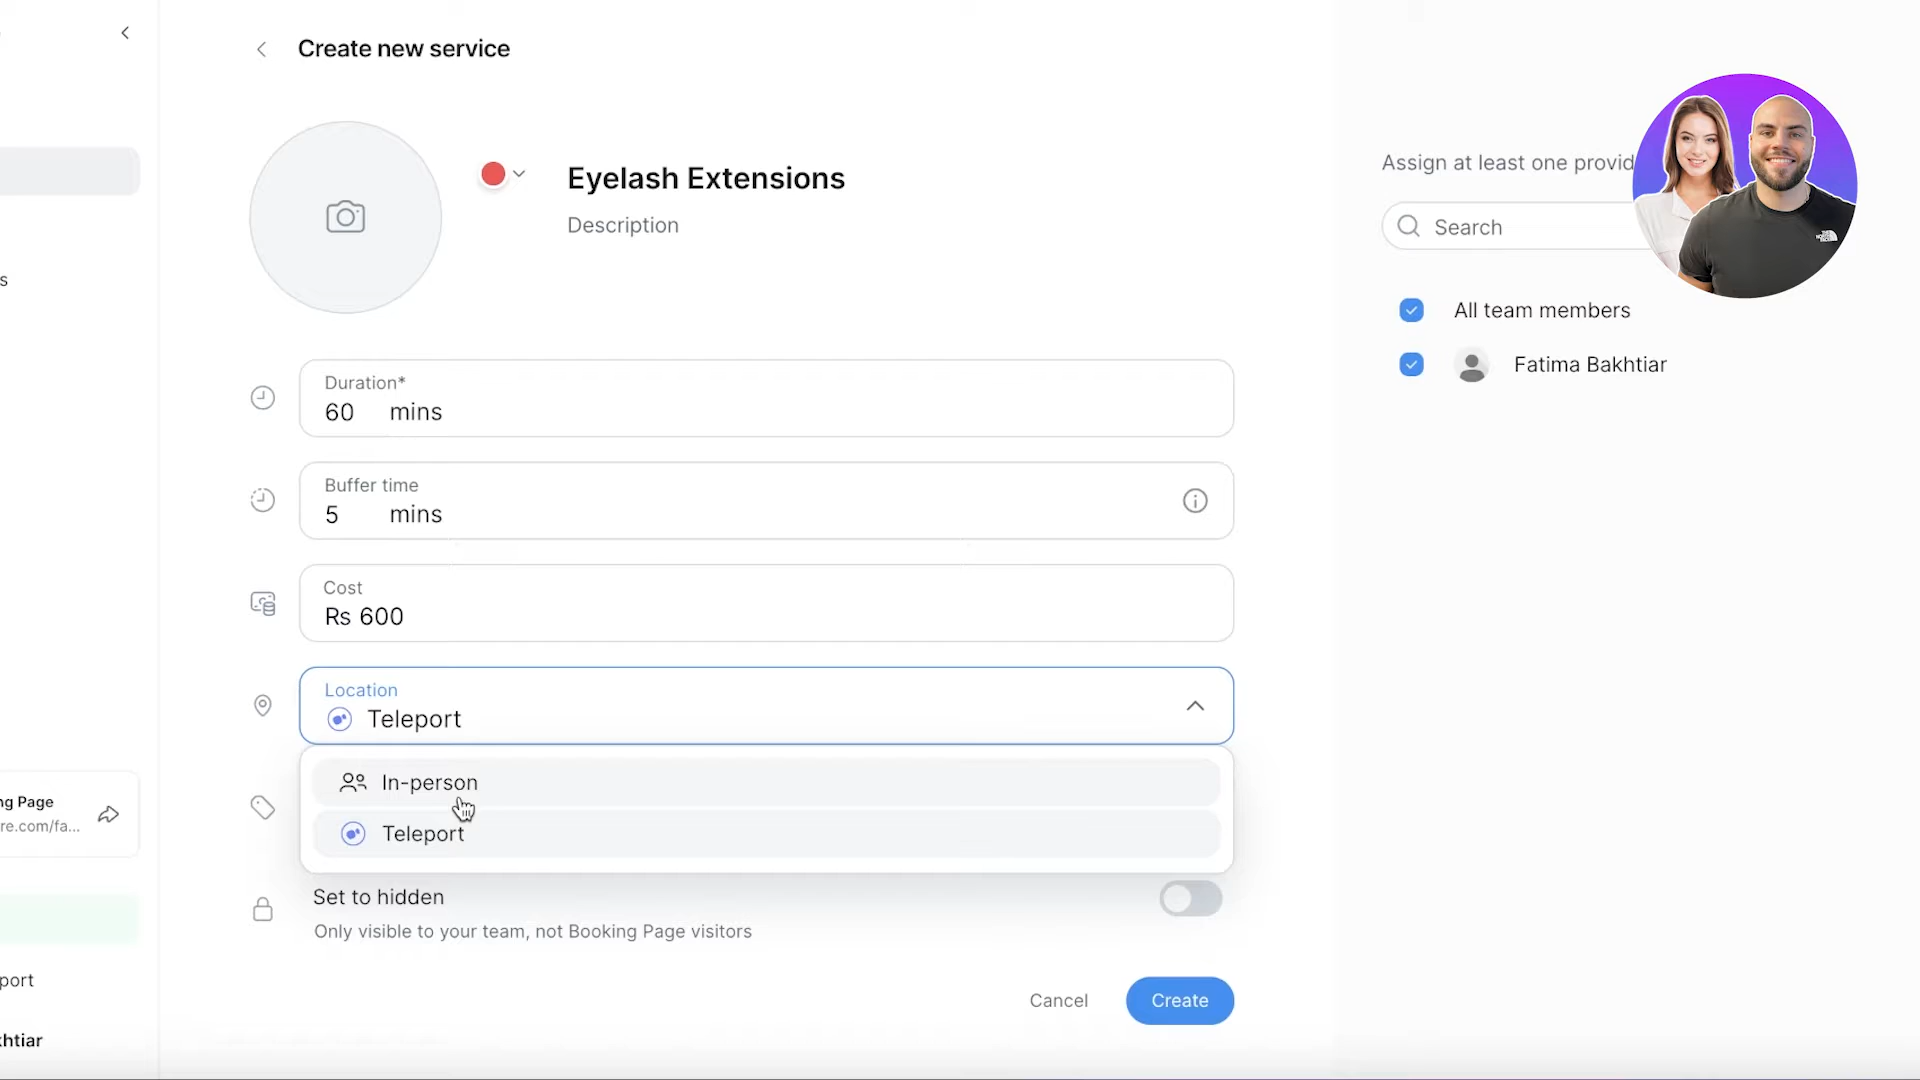 Create new service
Eyelash Extensions
Description
Duration*
60 mins
Buffer time
5 mins
Cost
Rs 600
Location
Teleport
In-person
Teleport
Set to hidden
Only visible to your team, not Booking Page visitors
Cancel
Create
Assign at least one provid
Search
All team members
Fatima Bakhtiar
s
ng Page
re.com/fa...
port
khtiar